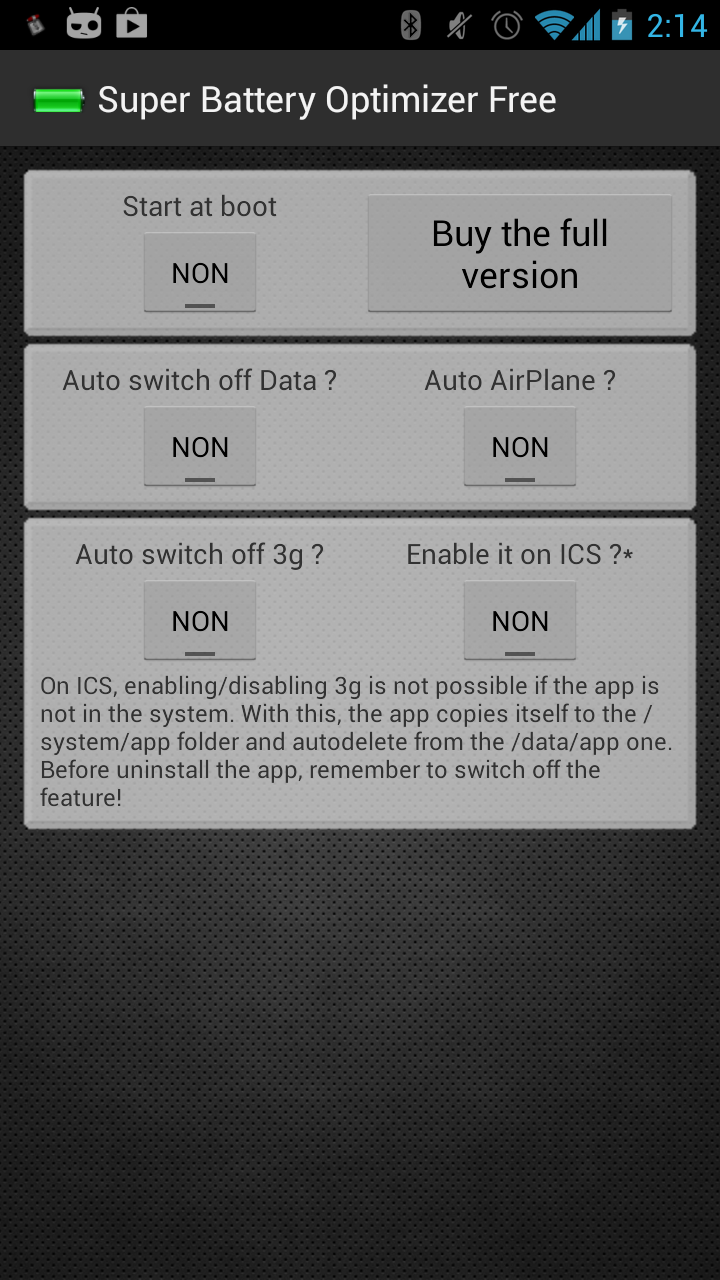 2:14
Super Battery Optimizer Free
Start at boot
NON
Buy the full
version
Auto switch off Data ?
Auto AirPlane ?
NON
NON
Auto switch off 3g ?
Enable it on ICS ?*
NON
NON
On ICS, enabling/disabling 3g is not possible if the app is
not in the system. With this, the app copies itself to the /
system/app folder and autodelete from the /data/app one.
Before uninstall the app, remember to switch off the
feature!